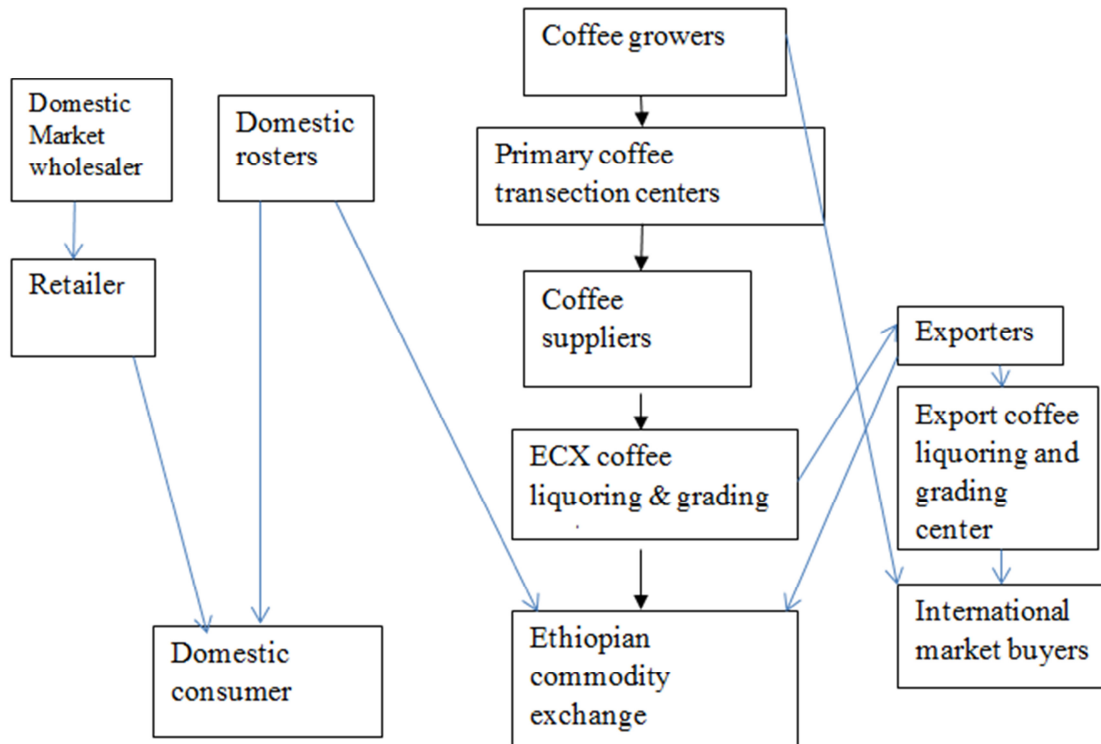 Coffee growers
Domestic
Market
wholesaler
Domestic
rosters
Primary coffee
transection centers
Retailer
Coffee
suppliers
Exporters
ECX coffee
liquoring & grading
Export coffee
liquoring and
grading
center
Domestic
consumer
Ethiopian
commodity
exchange
International
market buyers